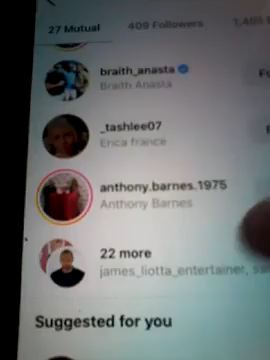 27 Mutual
409 Followers
braith_anasta
Braith Anasta
_tashlee07
Erica france
anthony.barnes.1975
Anthony Barnes
22 more
james_liotta_entertainer,
Suggested for you